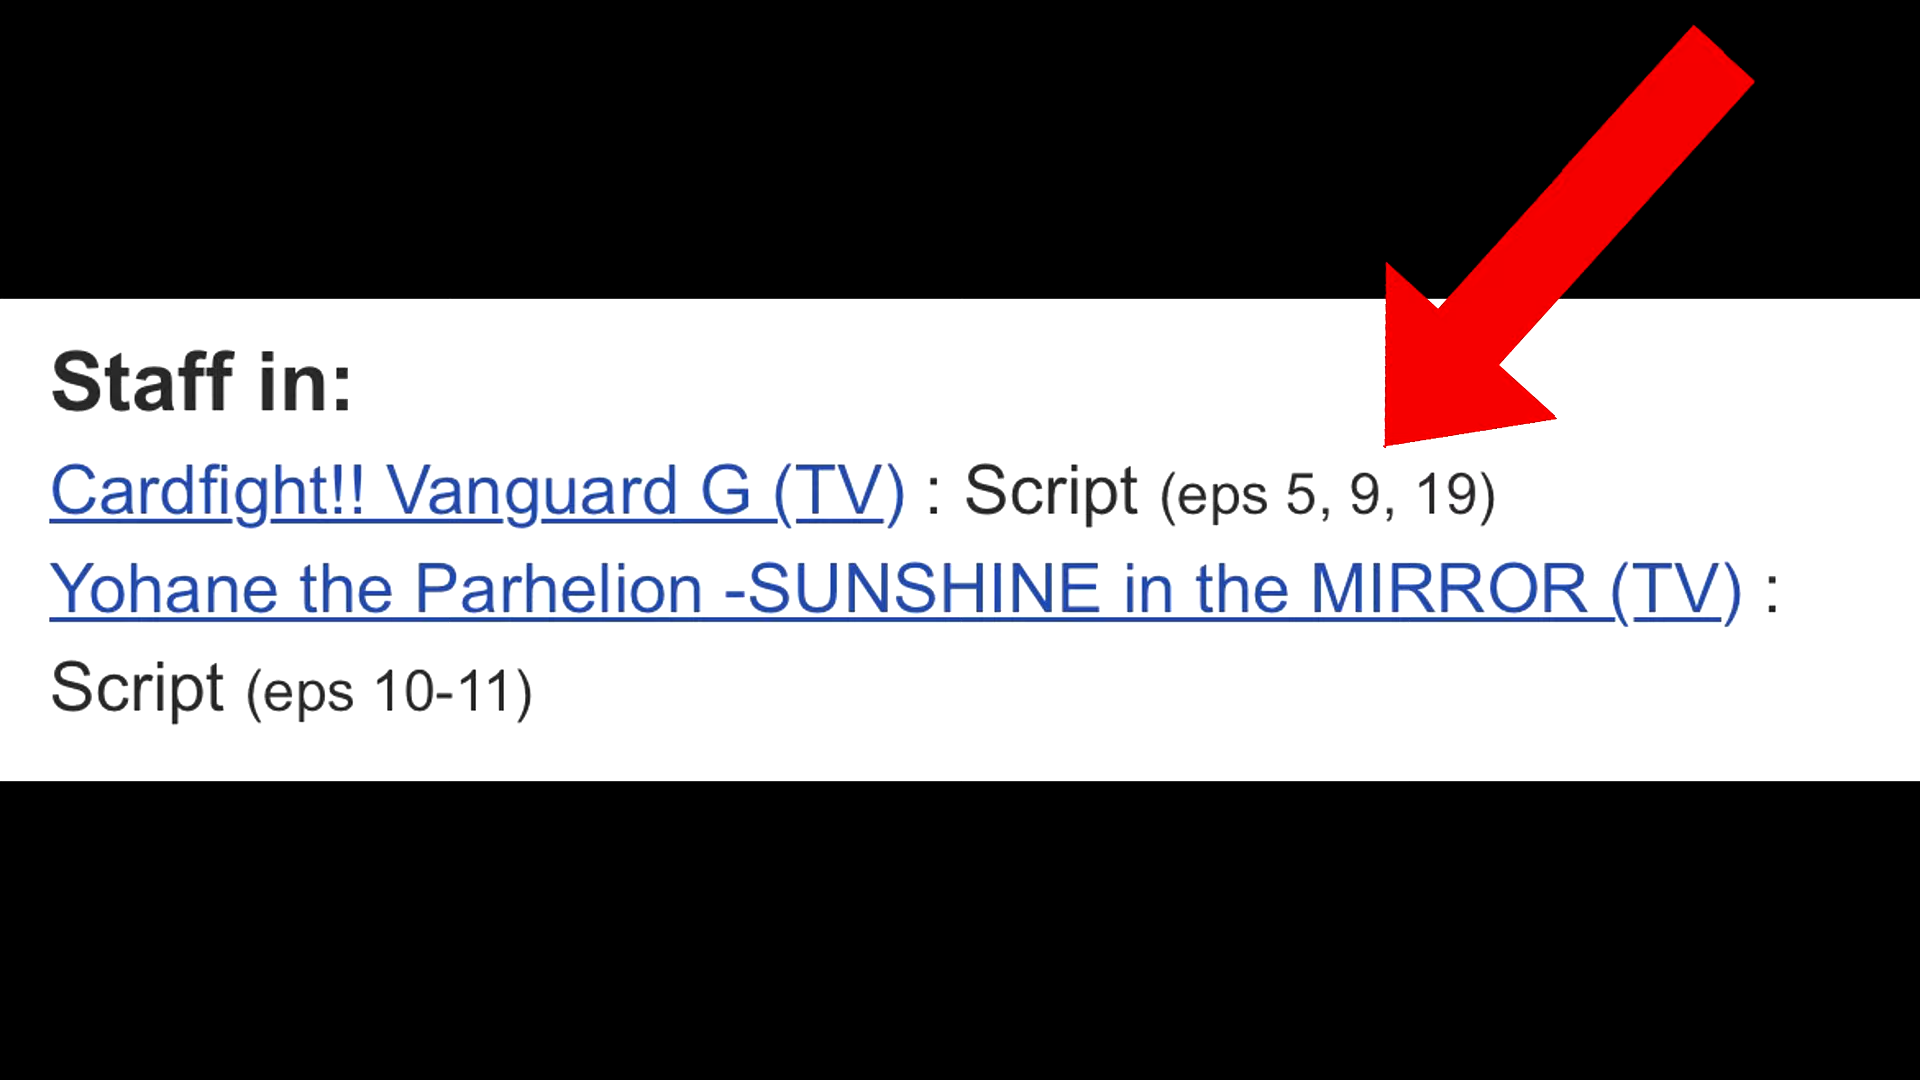 Staff in:
Cardfight!! Vanguard G (TV) : Script (eps 5, 9, 19)
Yohane the Parhelion -SUNSHINE in the MIRROR (TV) :
Script (eps 10-11)